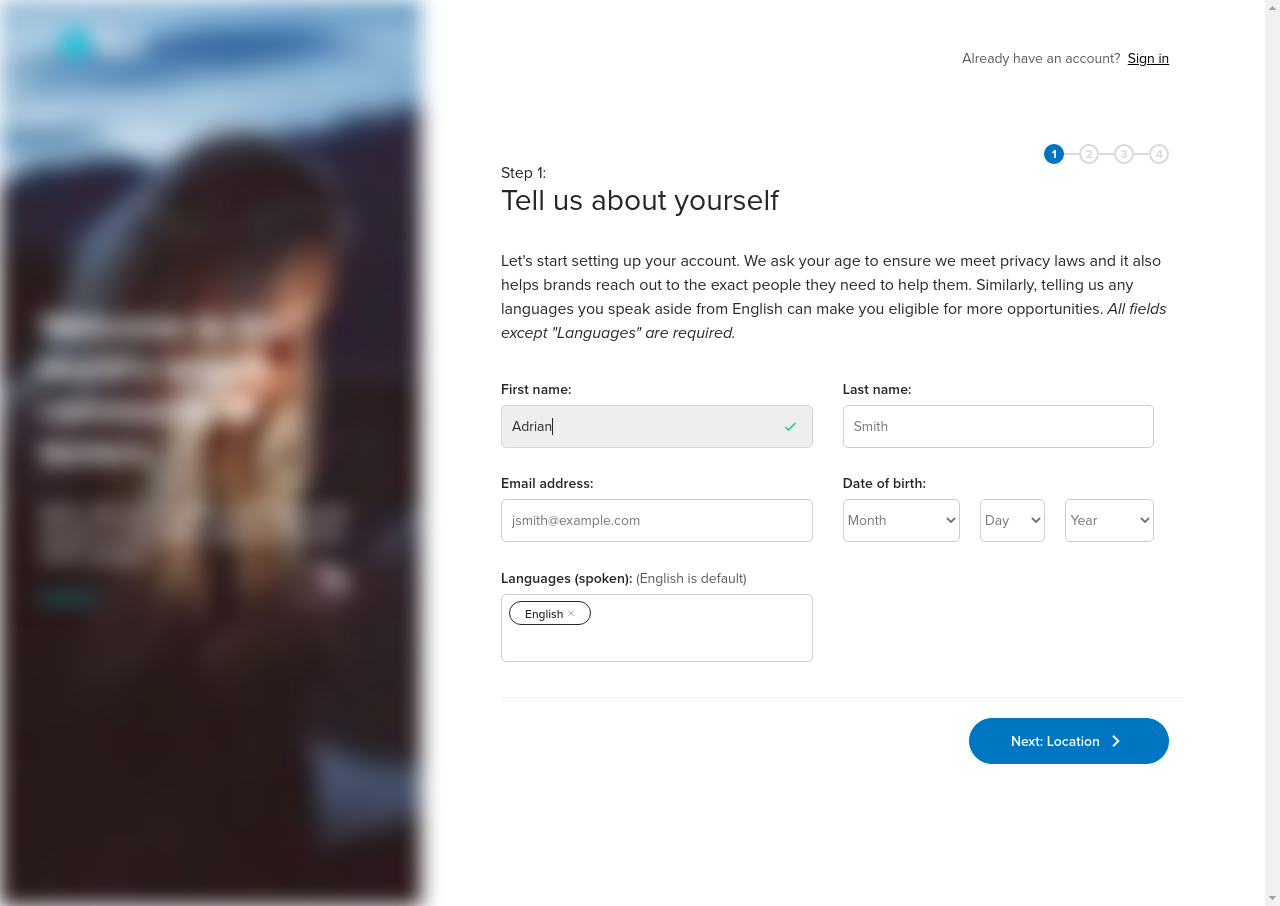 Already have an account? Sign in
1 2 3 4
Step 1:
Tell us about yourself
Let's start setting up your account. We ask your age to ensure we meet privacy laws and it also
helps brands reach out to the exact people they need to help them. Similarly, telling us any
languages you speak aside from English can make you eligible for more opportunities. All fields
except "Languages" are required.
First name: Last name:
Adrian Smith
Email address: Date of birth:
jsmith@example.com Month Day Year
Languages (spoken): (English is default)
English ×
Next: Location